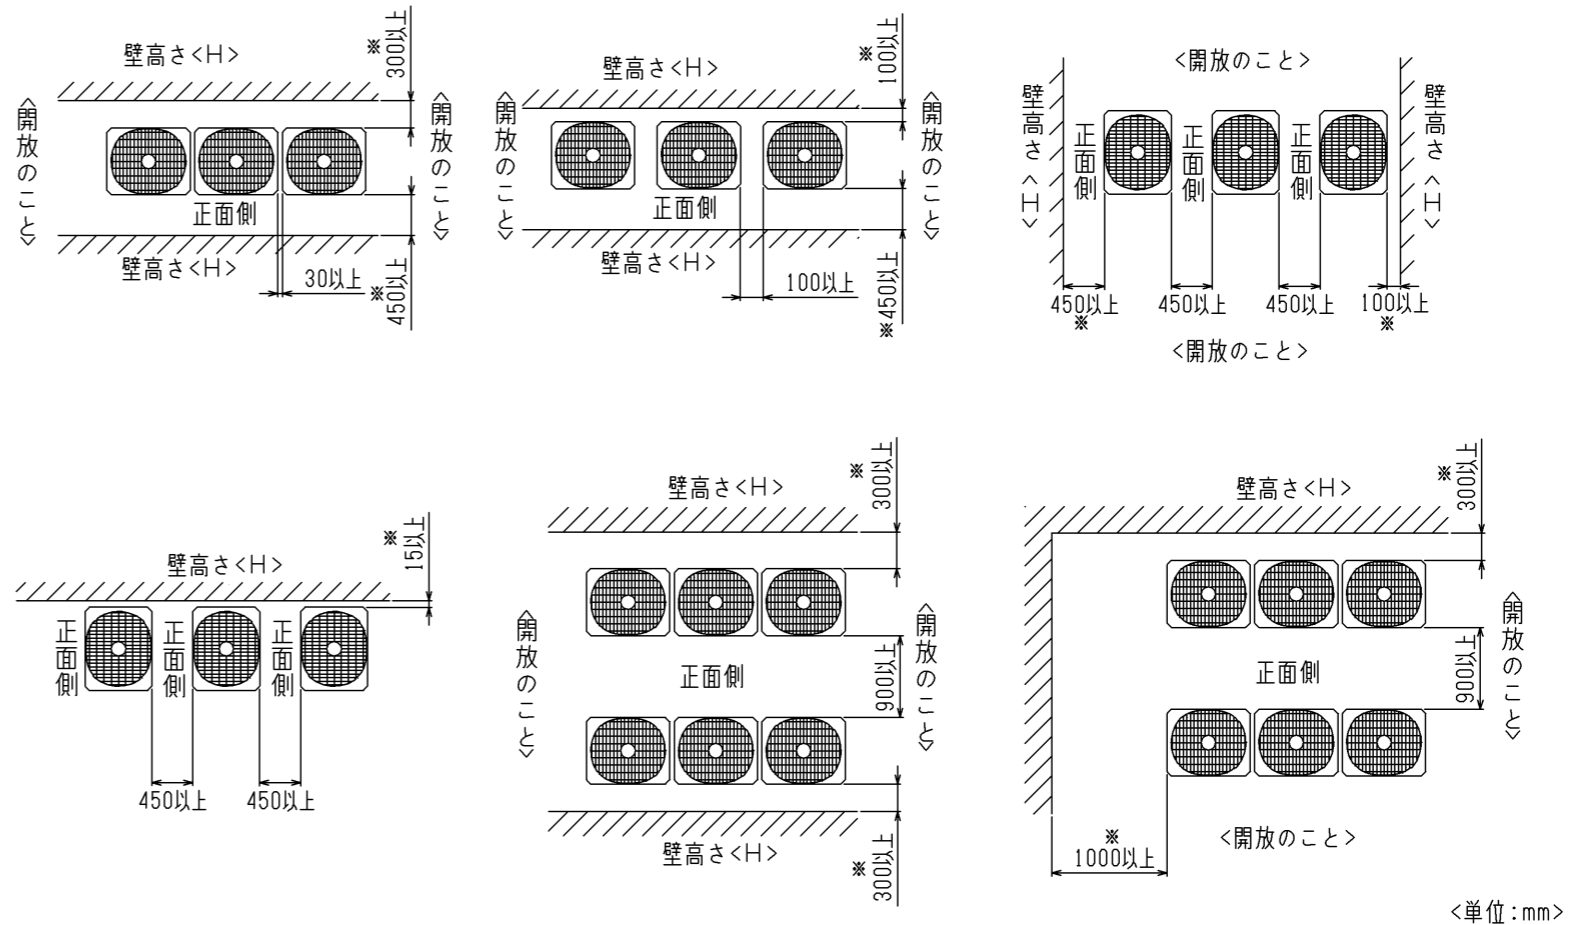 壁高さ<H>
※
300以上
<開放のこと>
<開放のこと>
正面側
壁高さ<H>
30以上
※
450以上
壁高さ<H>
※
100以上
<開放のこと>
<開放のこと>
正面側
壁高さ<H>
100以上
※450以上
<開放のこと>
壁高さ<H>
正面側
正面側
正面側
壁高さ<H>
450以上
※
450以上
450以上
100以上
※
<開放のこと>
壁高さ<H>
※
15以上
正面側
正面側
正面側
450以上
450以上
壁高さ<H>
※
300以上
<開放のこと>
正面側
900以上
<開放のこと>
壁高さ<H>
※
300以上
壁高さ<H>
※
300以上
正面側
900以上
<開放のこと>
※
1000以上
<開放のこと>
<単位:mm>